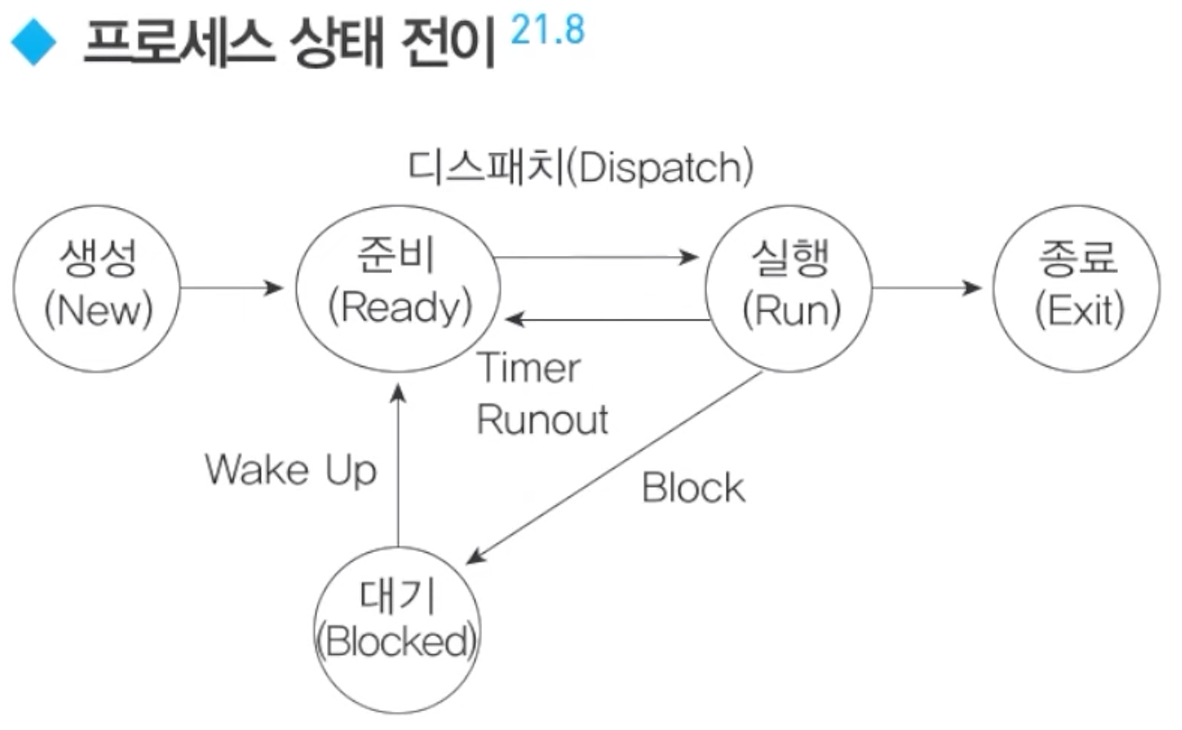 프로세스 상태 전이 21.8
디스패치(Dispatch)
생성
(New)
준비
(Ready)
실행
(Run)
종료
(Exit)
Timer
Runout
Wake Up
Block
대기
(Blocked)